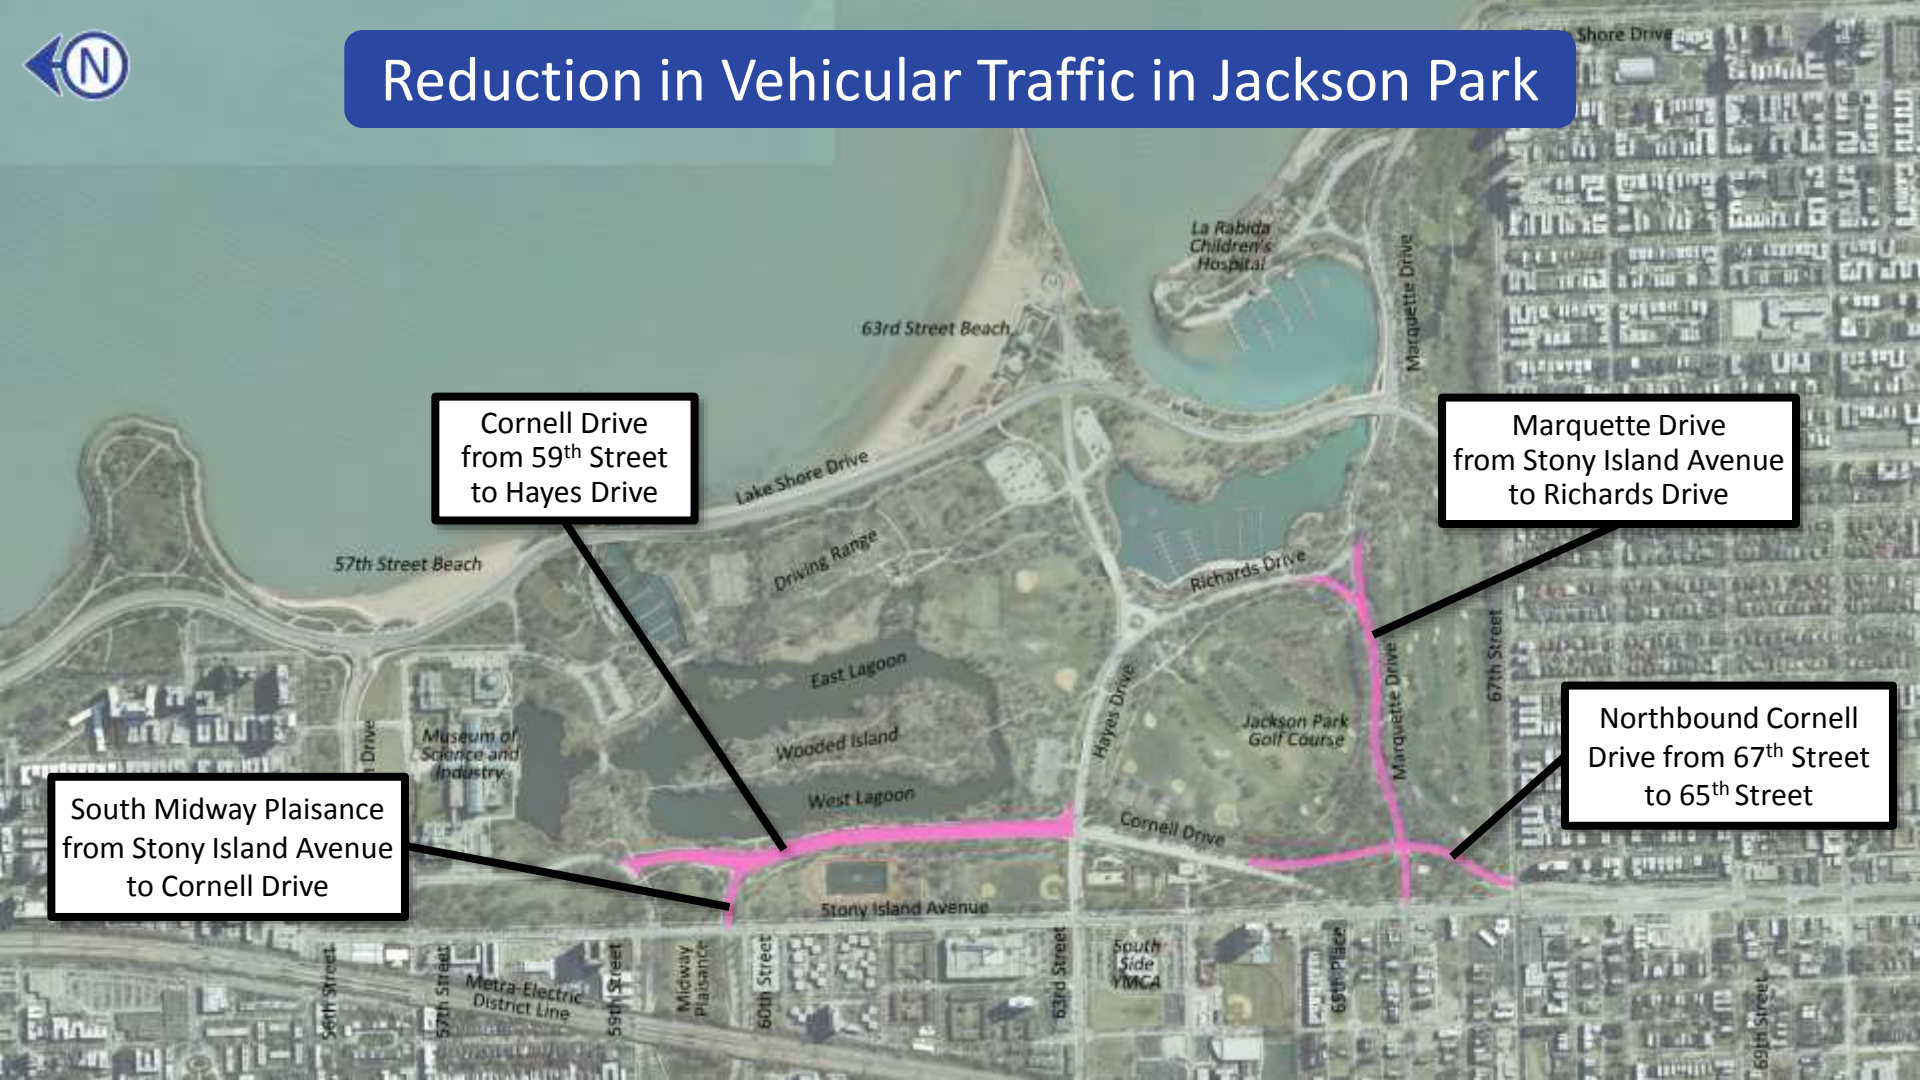 N
Reduction in Vehicular Traffic in Jackson Park
Shore Drive
La Rabida
Children's
Hospital
Marquette Drive
63rd Street Beach
Cornell Drive
from 59th Street
to Hayes Drive
Marquette Drive
from Stony Island Avenue
to Richards Drive
Lake Shore Drive
57th Street Beach
Driving Range
Richards Drive
East Lagoon
67th Street
Hayes Drive
Marquette Drive
Museum of
Science and
Industry
Drive
Wooded Island
Jackson Park
Golf Course
Northbound Cornell
Drive from 67th Street
to 65th Street
West Lagoon
Cornell Drive
South Midway Plaisance
from Stony Island Avenue
to Cornell Drive
Stony Island Avenue
56th Street
57th Street
Metra-Electric
District Line
59th Street
Midway
Plaisance
60th Street
63rd Street
South
Side
YMCA
65th Place
69th Street